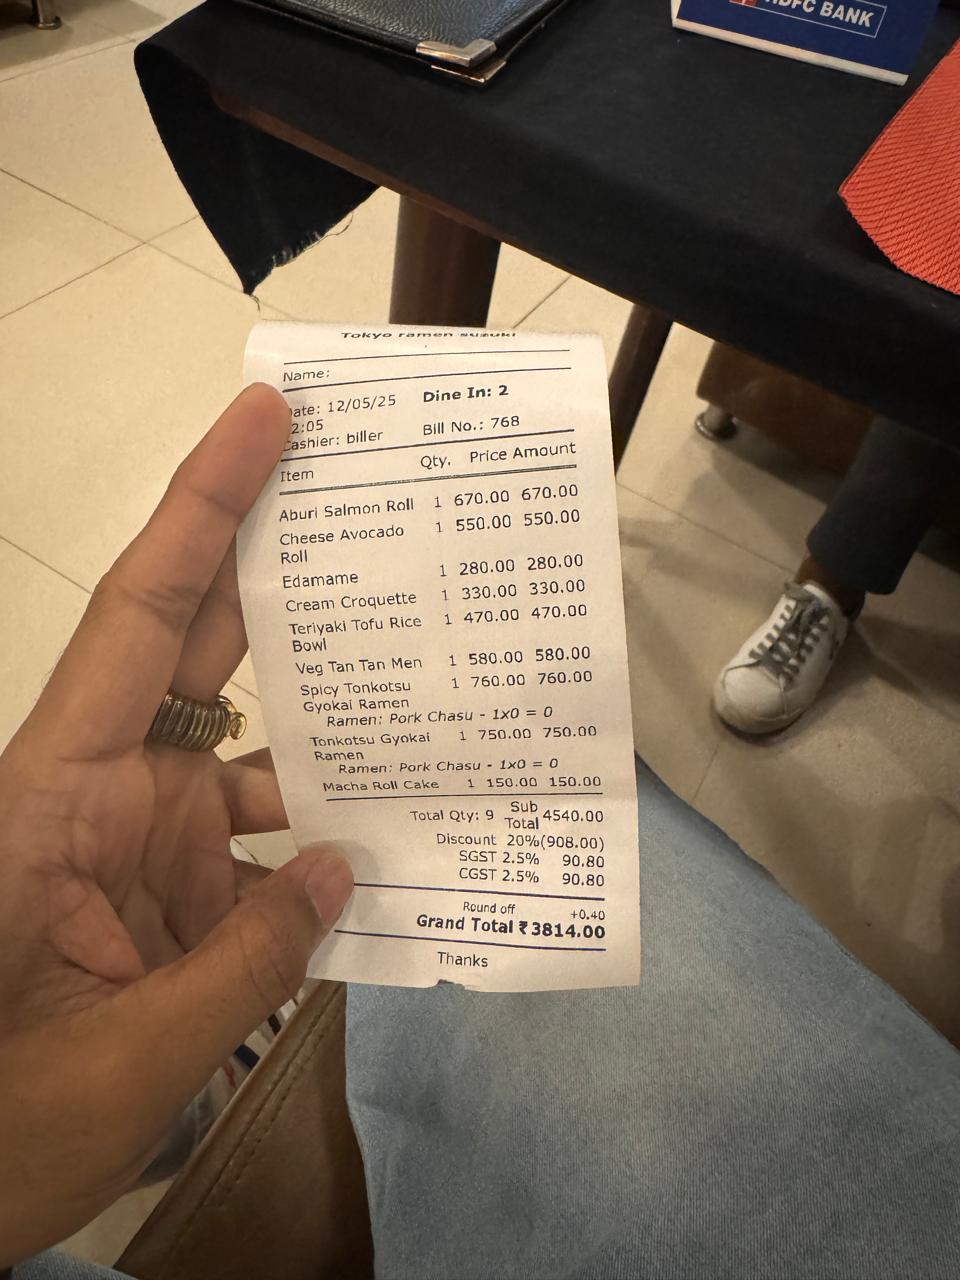 HDFC BANK
Tokyo ramen suzuki
Name:
Date: 12/05/25 Dine In: 2
2:05
Cashier: biller Bill No.: 768
Item Qty. Price Amount
Aburi Salmon Roll 1 670.00 670.00
Cheese Avocado 1 550.00 550.00
Roll
Edamame 1 280.00 280.00
Cream Croquette 1 330.00 330.00
Teriyaki Tofu Rice 1 470.00 470.00
Bowl
Veg Tan Tan Men 1 580.00 580.00
Spicy Tonkotsu 1 760.00 760.00
Gyokai Ramen
Ramen: Pork Chasu - 1x0 = 0
Tonkotsu Gyokai 1 750.00 750.00
Ramen
Ramen: Pork Chasu - 1x0 = 0
Macha Roll Cake 1 150.00 150.00
Total Qty: 9 Sub Total 4540.00
Discount 20%(908.00)
SGST 2.5% 90.80
CGST 2.5% 90.80
Round off +0.40
Grand Total ₹3814.00
Thanks